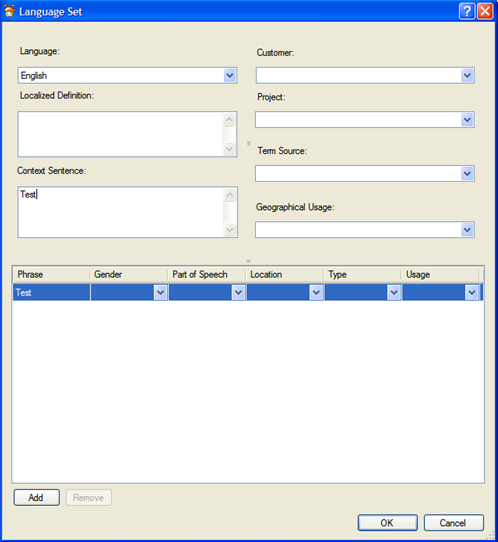 Language Set
Language:
English
Localized Definition:
Context Sentence:
Test
Customer:
Project:
Term Source:
Geographical Usage:
Phrase Gender Part of Speech Location Type Usage
Test
Add Remove
OK Cancel